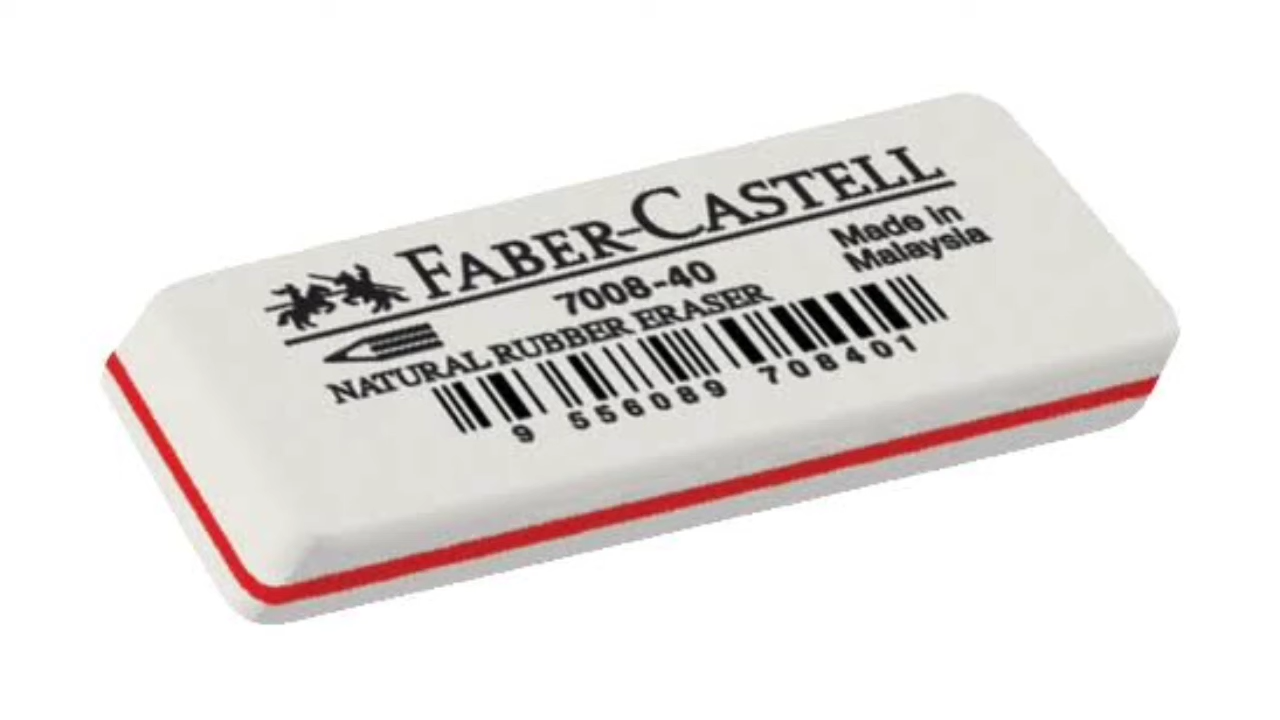 FABER-CASTELL
Made in
Malaysia
7008-40
NATURAL RUBBER ERASER
9 556089 708401